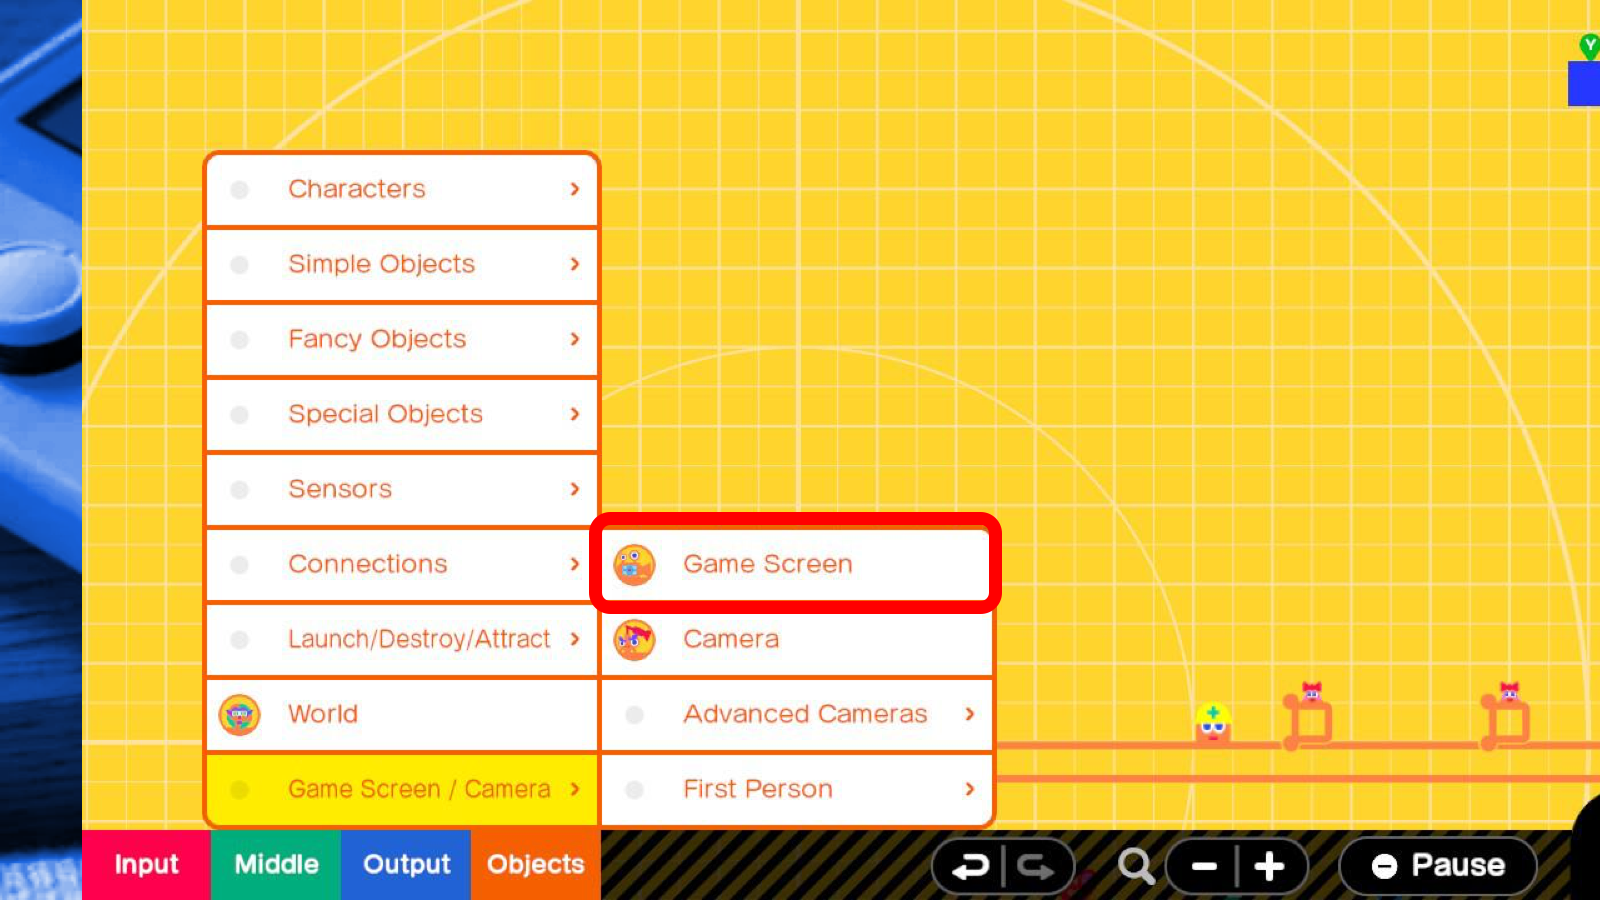 Y
Characters
Simple Objects
Fancy Objects
Special Objects
Sensors
Connections
Launch/Destroy/Attract
World
Game Screen / Camera
Game Screen
Camera
Advanced Cameras
First Person
Input
Middle
Output
Objects
Pause